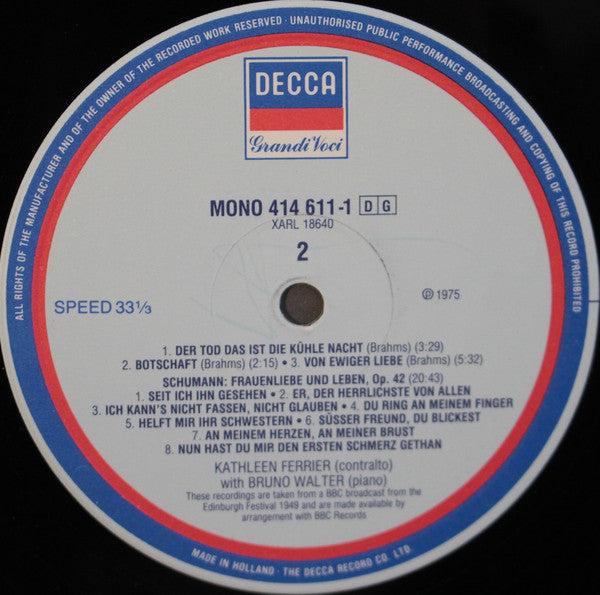 ALL RIGHTS OF THE MANUFACTURER AND OF THE OWNER OF THE RECORDED WORK RESERVED · UNAUTHORISED PUBLIC PERFORMANCE BROADCASTING AND COPYING OF THIS RECORD PROHIBITED
DECCA
Grandi Voci
MONO 414 611-1 DG
XARL 18640
2
SPEED 33⅓
℗ 1975
1. DER TOD DAS IST DIE KÜHLE NACHT (Brahms) (3:29)
2. BOTSCHAFT (Brahms) (2:15) • 3. VON EWIGER LIEBE (Brahms) (5:32)
SCHUMANN: FRAUENLIEBE UND LEBEN, Op. 42 (20:43)
1. SEIT ICH IHN GESEHEN • 2. ER, DER HERRLICHSTE VON ALLEN
3. ICH KANN'S NICHT FASSEN, NICHT GLAUBEN • 4. DU RING AN MEINEM FINGER
5. HELFT MIR IHR SCHWESTERN • 6. SÜSSER FREUND, DU BLICKEST
7. AN MEINEM HERZEN, AN MEINER BRUST
8. NUN HAST DU MIR DEN ERSTEN SCHMERZ GETHAN
KATHLEEN FERRIER (contralto)
with BRUNO WALTER (piano)
These recordings are taken from a BBC broadcast from the
Edinburgh Festival 1949 and are made available by
arrangement with BBC Records
MADE IN HOLLAND · THE DECCA RECORD CO. LTD.